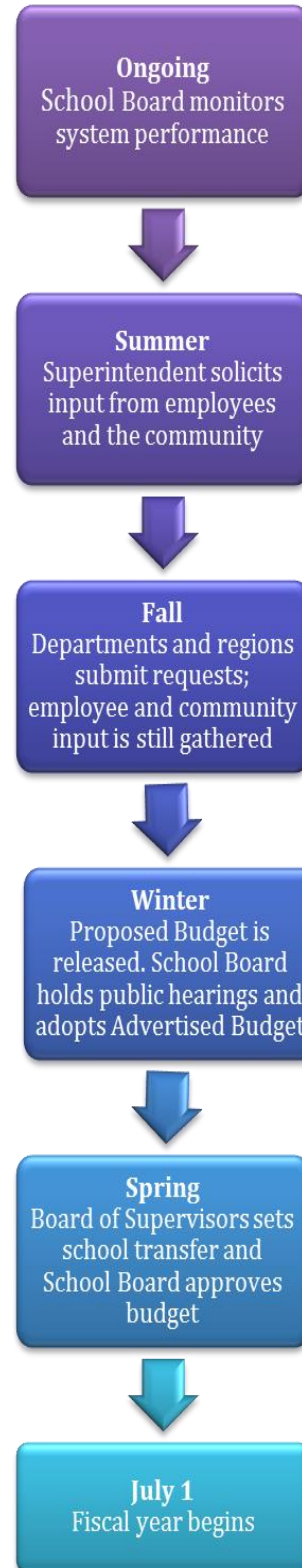 Ongoing
School Board monitors
system performance
Summer
Superintendent solicits
input from employees
and the community
Fall
Departments and regions
submit requests;
employee and community
input is still gathered
Winter
Proposed Budget is
released. School Board
holds public hearings and
adopts Advertised Budget
Spring
Board of Supervisors sets
school transfer and
School Board approves
budget
July 1
Fiscal year begins